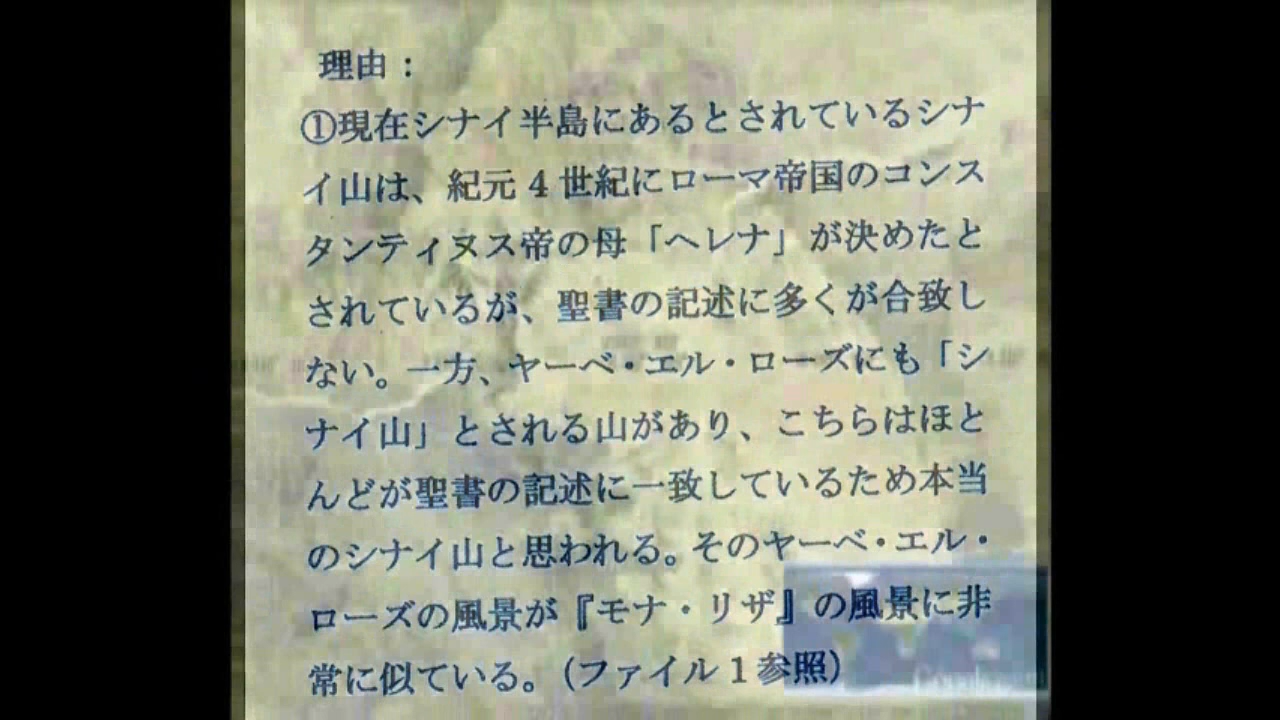 理由：
①現在シナイ半島にあるとされているシナ
イ山は、紀元４世紀にローマ帝国のコンス
タンティヌス帝の母「ヘレナ」が決めたと
されているが、聖書の記述に多くが合致し
ない。一方、ヤーベ・エル・ローズにも「シ
ナイ山」とされる山があり、こちらはほと
んどが聖書の記述に一致しているため本当
のシナイ山と思われる。そのヤーベ・エル・
ローズの風景が『モナ・リザ』の風景に非
常に似ている。（ファイル１参照）